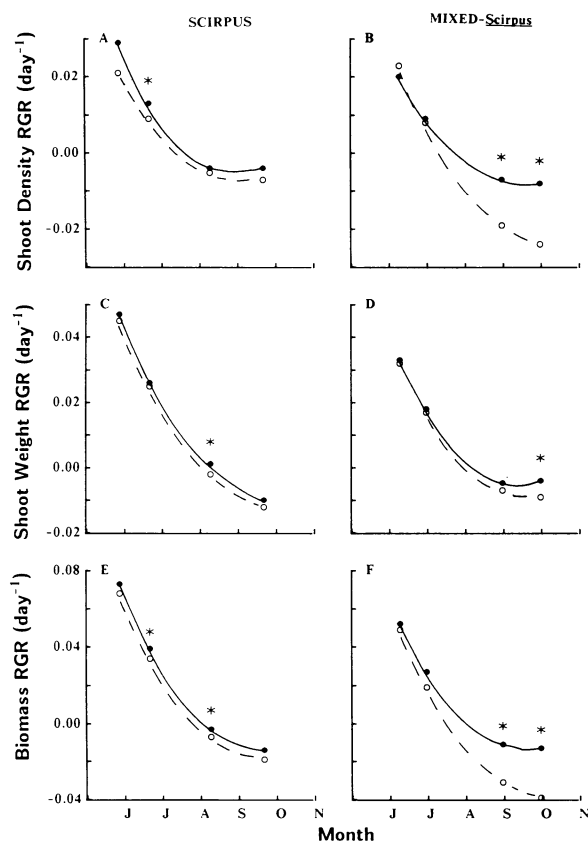 SCIRPUS
MIXED-Scirpus
A
B
*
* *
0.02
0.00
-0.02
Shoot Density RGR (day⁻¹)
C
D
*
*
0.04
0.02
0.00
-0.02
Shoot Weight RGR (day⁻¹)
E
F
* *
* *
0.08
0.04
0.00
-0.04
Biomass RGR (day⁻¹)
J J A S O N
J J A S O N
Month